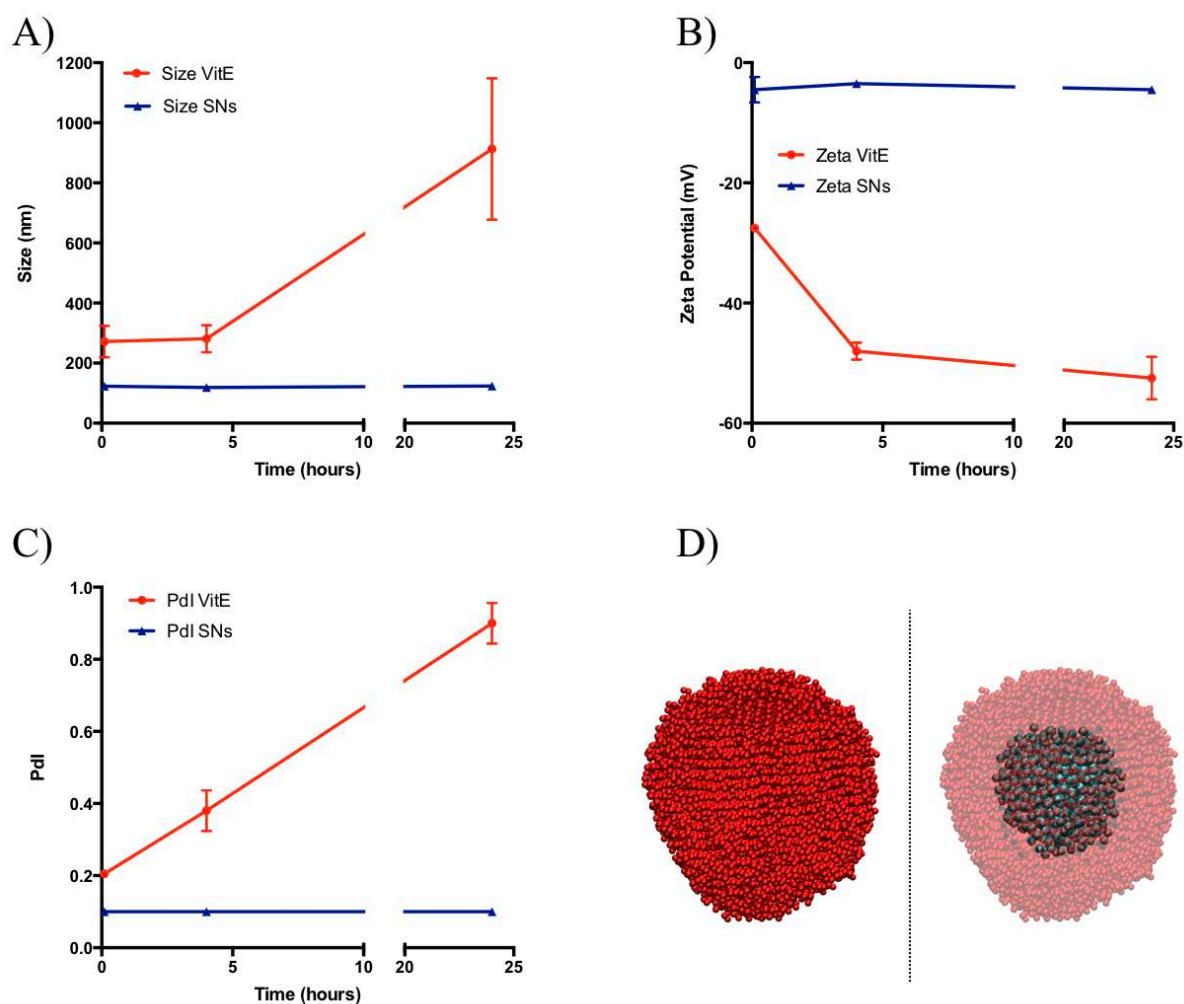 A)
1200
1000
800
600
400
200
0
Size (nm)
Size VitE
Size SNs
0 5 10 20 25
Time (hours)
B)
0
-20
-40
-60
Zeta Potential (mV)
Zeta VitE
Zeta SNs
0 5 10 20 25
Time (hours)
C)
1.0
0.8
0.6
0.4
0.2
0.0
PdI
PdI VitE
PdI SNs
0 5 10 20 25
Time (hours)
D)